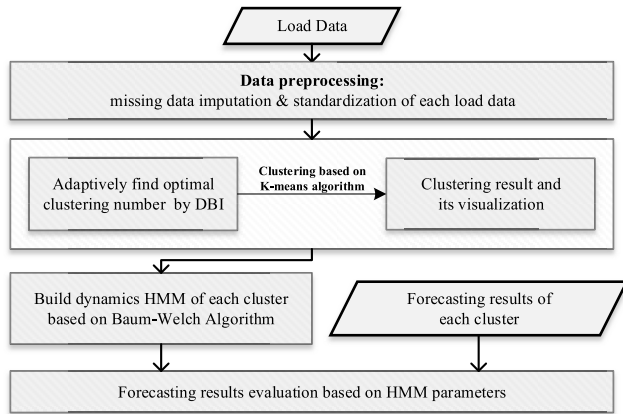 Load Data
Data preprocessing:
missing data imputation & standardization of each load data
Adaptively find optimal
clustering number by DBI
Clustering based on
K-means algorithm
Clustering result and
its visualization
Build dynamics HMM of each cluster
based on Baum-Welch Algorithm
Forecasting results of
each cluster
Forecasting results evaluation based on HMM parameters